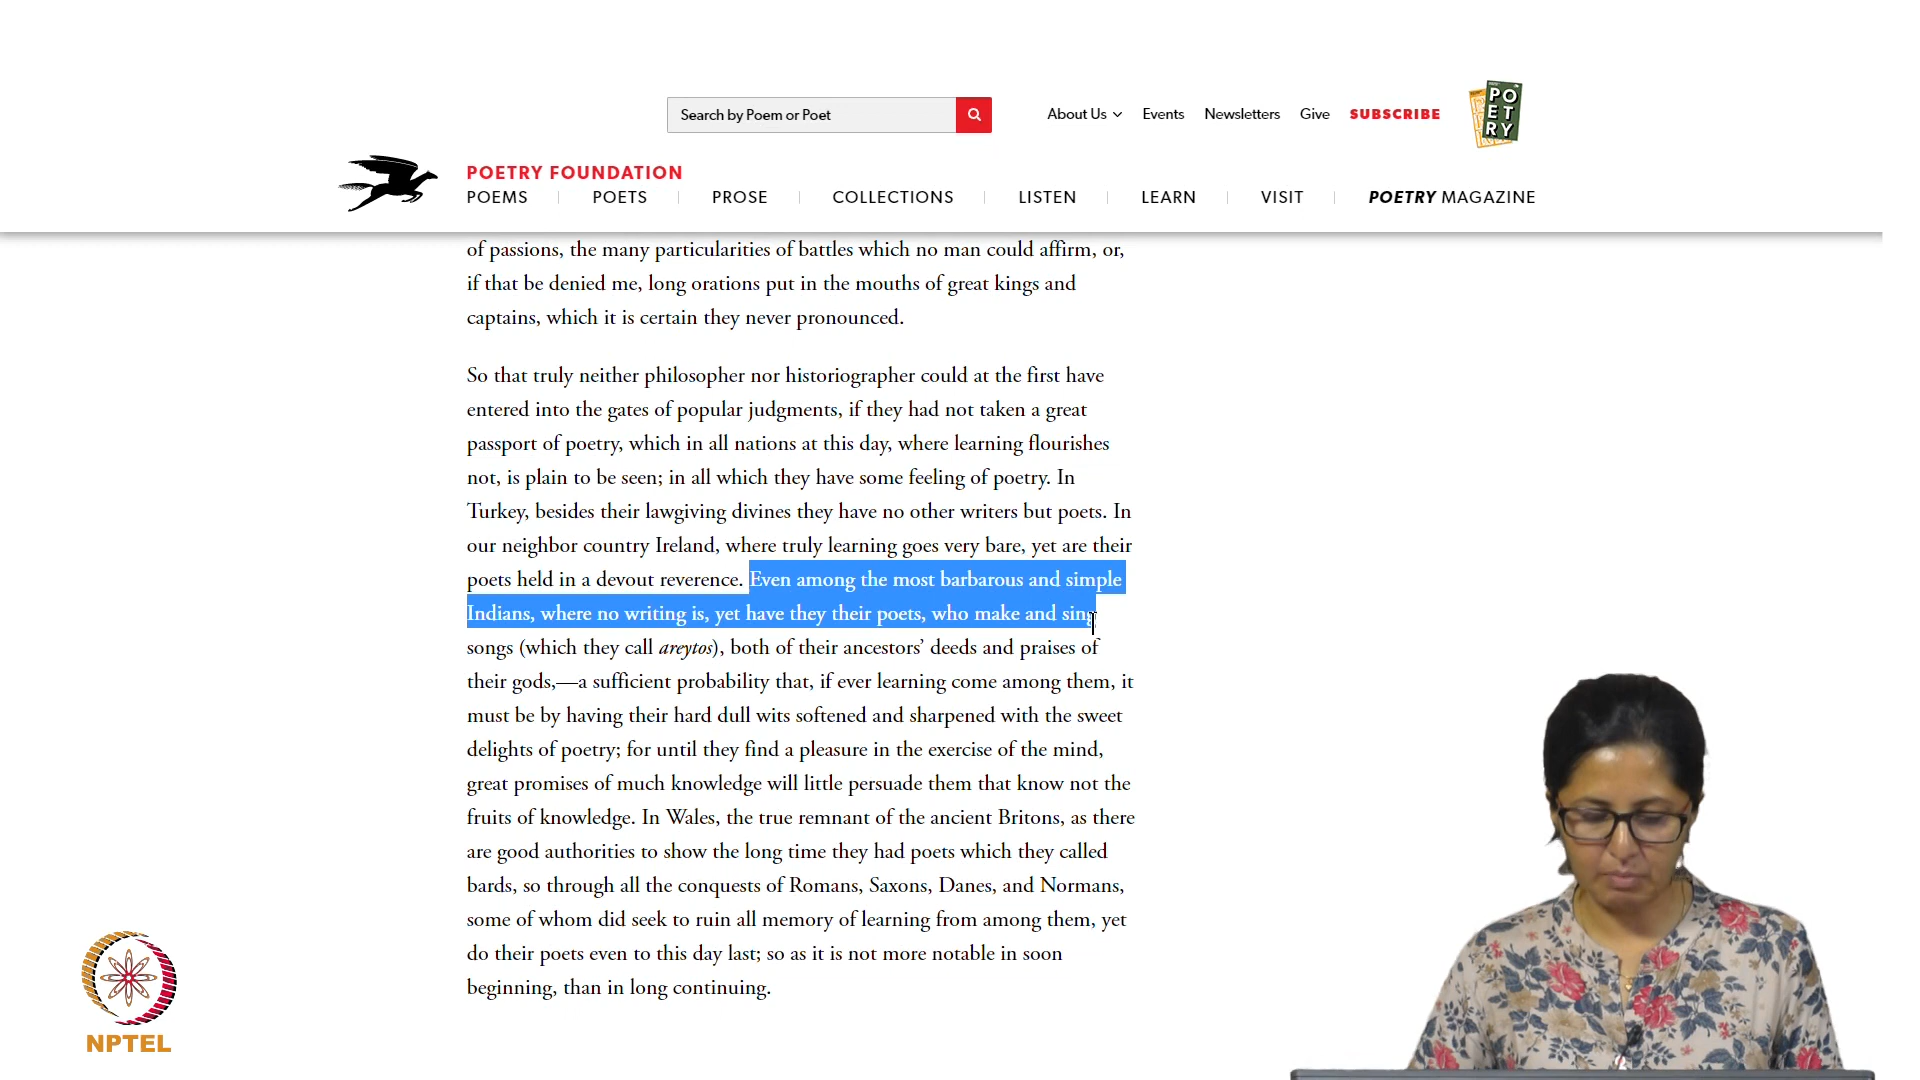 Search by Poem or Poet
About Us
Events
Newsletters
Give
SUBSCRIBE
PO
ET
RY
POETRY FOUNDATION
POEMS
POETS
PROSE
COLLECTIONS
LISTEN
LEARN
VISIT
POETRY MAGAZINE
of passions, the many particularities of battles which no man could affirm, or,
if that be denied me, long orations put in the mouths of great kings and
captains, which it is certain they never pronounced.
So that truly neither philosopher nor historiographer could at the first have
entered into the gates of popular judgments, if they had not taken a great
passport of poetry, which in all nations at this day, where learning flourishes
not, is plain to be seen; in all which they have some feeling of poetry. In
Turkey, besides their lawgiving divines they have no other writers but poets. In
our neighbor country Ireland, where truly learning goes very bare, yet are their
poets held in a devout reverence. Even among the most barbarous and simple
Indians, where no writing is, yet have they their poets, who make and sing
songs (which they call areytos), both of their ancestors’ deeds and praises of
their gods,—a sufficient probability that, if ever learning come among them, it
must be by having their hard dull wits softened and sharpened with the sweet
delights of poetry; for until they find a pleasure in the exercise of the mind,
great promises of much knowledge will little persuade them that know not the
fruits of knowledge. In Wales, the true remnant of the ancient Britons, as there
are good authorities to show the long time they had poets which they called
bards, so through all the conquests of Romans, Saxons, Danes, and Normans,
some of whom did seek to ruin all memory of learning from among them, yet
do their poets even to this day last; so as it is not more notable in soon
beginning, than in long continuing.
NPTEL